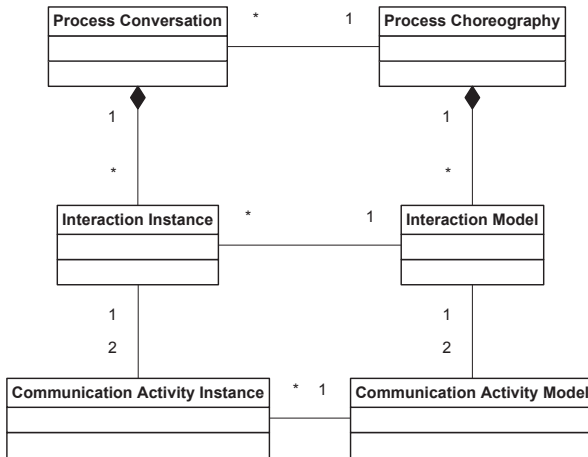 Process Conversation * 1 Process Choreography
1 1
* *
Interaction Instance * 1 Interaction Model
1 1
2 2
Communication Activity Instance * 1 Communication Activity Model